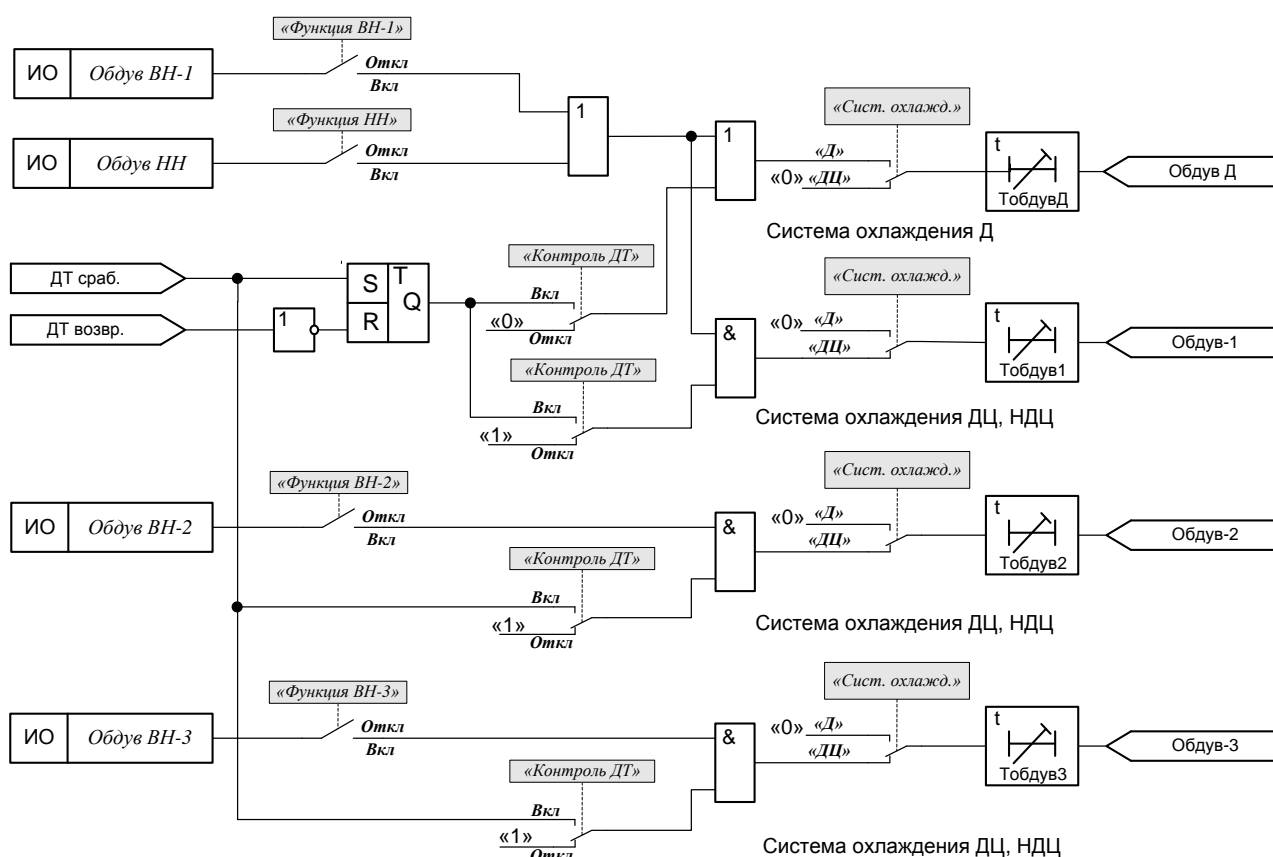 «Функция ВН-1»
ИО Обдув ВН-1
Откл
Вкл
«Функция НН»
ИО Обдув НН
Откл
Вкл
1
1
«Сист. охлажд.»
«Д»
«0» «ДЦ»
t
ТобдувД
Обдув Д
Система охлаждения Д
ДТ сраб.
ДТ возвр.
1
S T
R Q
«Контроль ДТ»
Вкл
«0»
Откл
«Контроль ДТ»
Вкл
«1»
Откл
&
«Сист. охлажд.»
«0» «Д»
«ДЦ»
t
Тобдув1
Обдув-1
Система охлаждения ДЦ, НДЦ
«Функция ВН-2»
ИО Обдув ВН-2
Откл
Вкл
«Контроль ДТ»
Вкл
«1»
Откл
&
«Сист. охлажд.»
«0» «Д»
«ДЦ»
t
Тобдув2
Обдув-2
Система охлаждения ДЦ, НДЦ
«Функция ВН-3»
ИО Обдув ВН-3
Откл
Вкл
«Контроль ДТ»
Вкл
«1»
Откл
&
«Сист. охлажд.»
«0» «Д»
«ДЦ»
t
Тобдув3
Обдув-3
Система охлаждения ДЦ, НДЦ